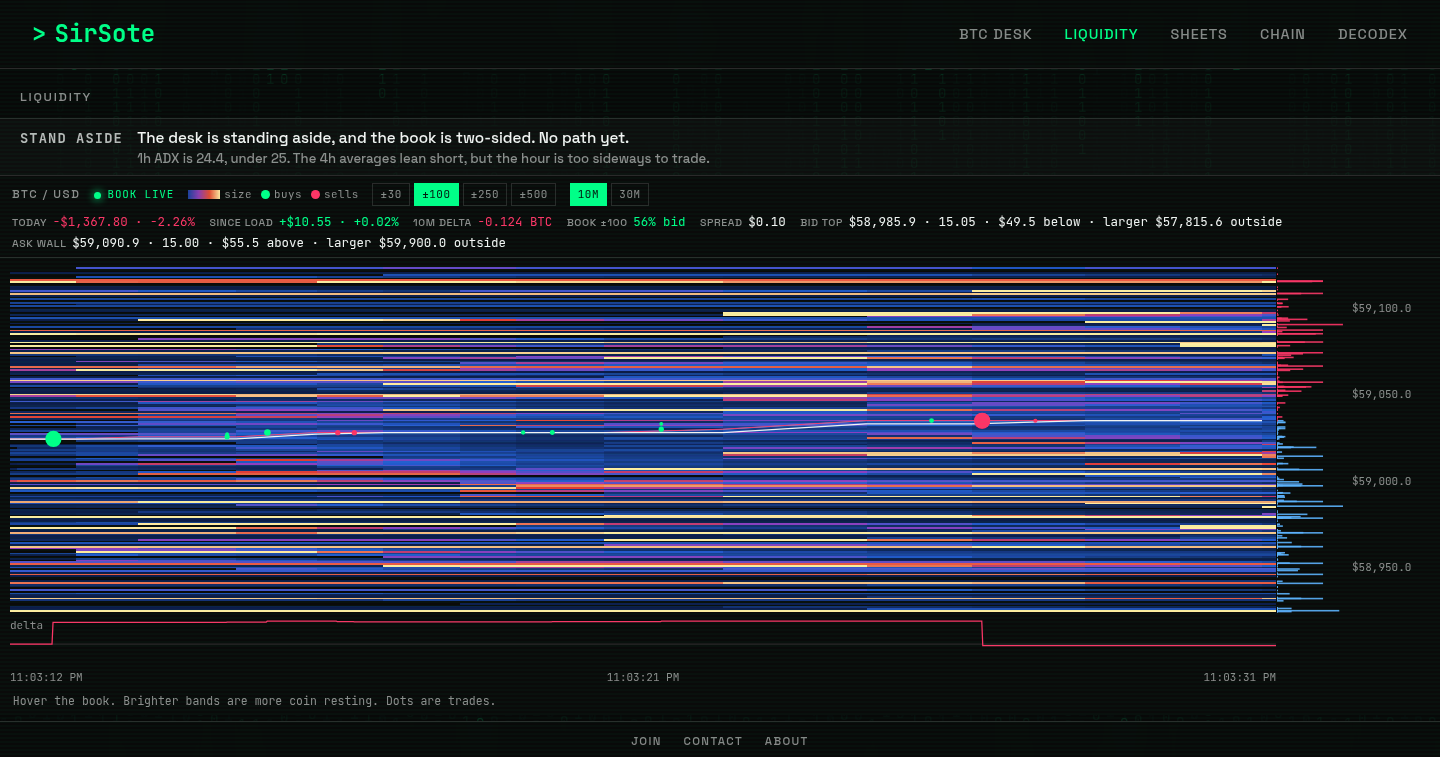 > SirSote
BTC DESK LIQUIDITY SHEETS CHAIN DECODEX
LIQUIDITY
STAND ASIDE The desk is standing aside, and the book is two-sided. No path yet.
1h ADX is 24.4, under 25. The 4h averages lean short, but the hour is too sideways to trade.
BTC / USD BOOK LIVE size buys sells ±30 ±100 ±250 ±500 10M 30M
TODAY -$1,367.80 · -2.26% SINCE LOAD +$10.55 · +0.02% 10M DELTA -0.124 BTC BOOK ±100 56% bid SPREAD $0.10 BID TOP $58,985.9 · 15.05 · $49.5 below · larger $57,815.6 outside
ASK WALL $59,090.9 · 15.00 · $55.5 above · larger $59,900.0 outside
$59,100.0
$59,050.0
$59,000.0
$58,950.0
delta
11:03:12 PM 11:03:21 PM 11:03:31 PM
Hover the book. Brighter bands are more coin resting. Dots are trades.
JOIN CONTACT ABOUT